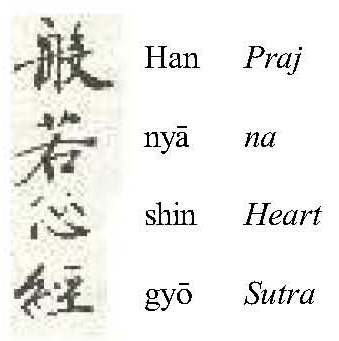 般 Han Praj
若 nyā na
心 shin Heart
經 gyō Sutra